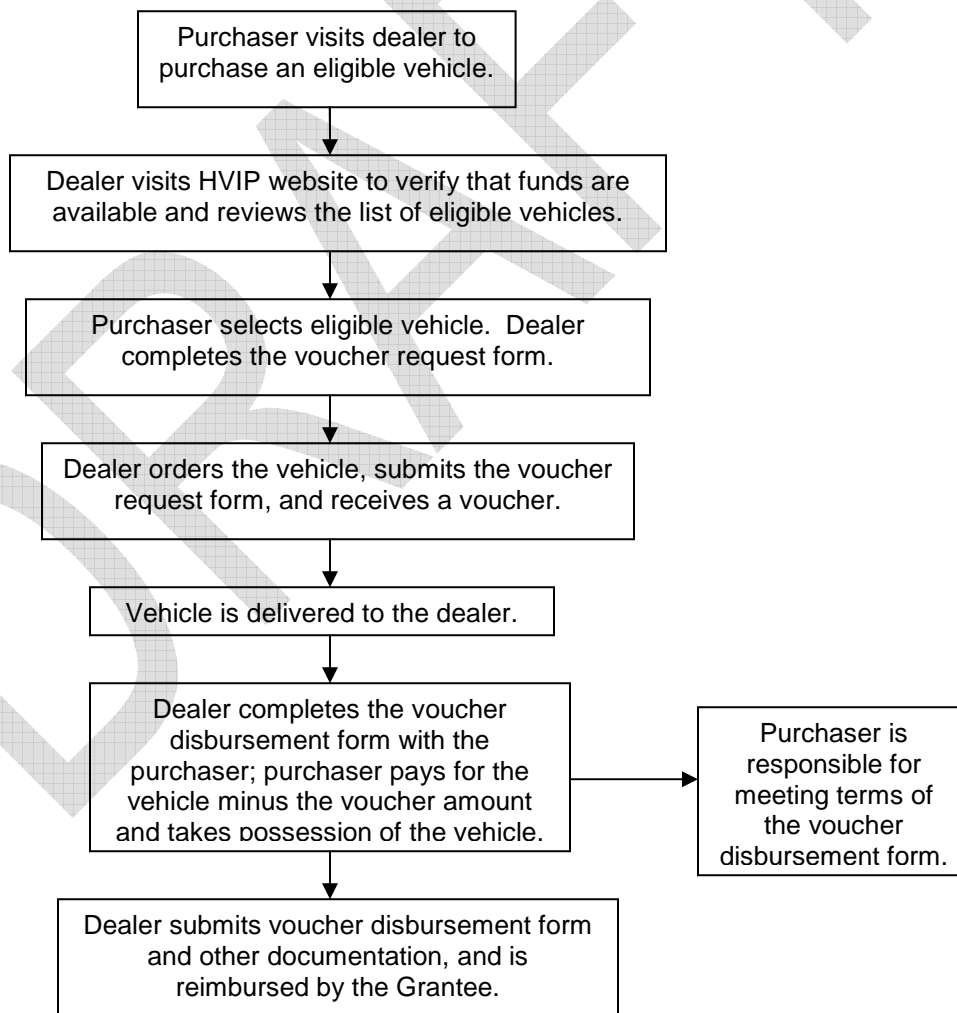 Purchaser visits dealer to
purchase an eligible vehicle.
Dealer visits HVIP website to verify that funds are
available and reviews the list of eligible vehicles.
Purchaser selects eligible vehicle.  Dealer
completes the voucher request form.
Dealer orders the vehicle, submits the voucher
request form, and receives a voucher.
Vehicle is delivered to the dealer.
Dealer completes the voucher
disbursement form with the
purchaser; purchaser pays for the
vehicle minus the voucher amount
and takes possession of the vehicle.
Purchaser is
responsible for
meeting terms of
the voucher
disbursement form.
Dealer submits voucher disbursement form
and other documentation, and is
reimbursed by the Grantee.
DRAFT